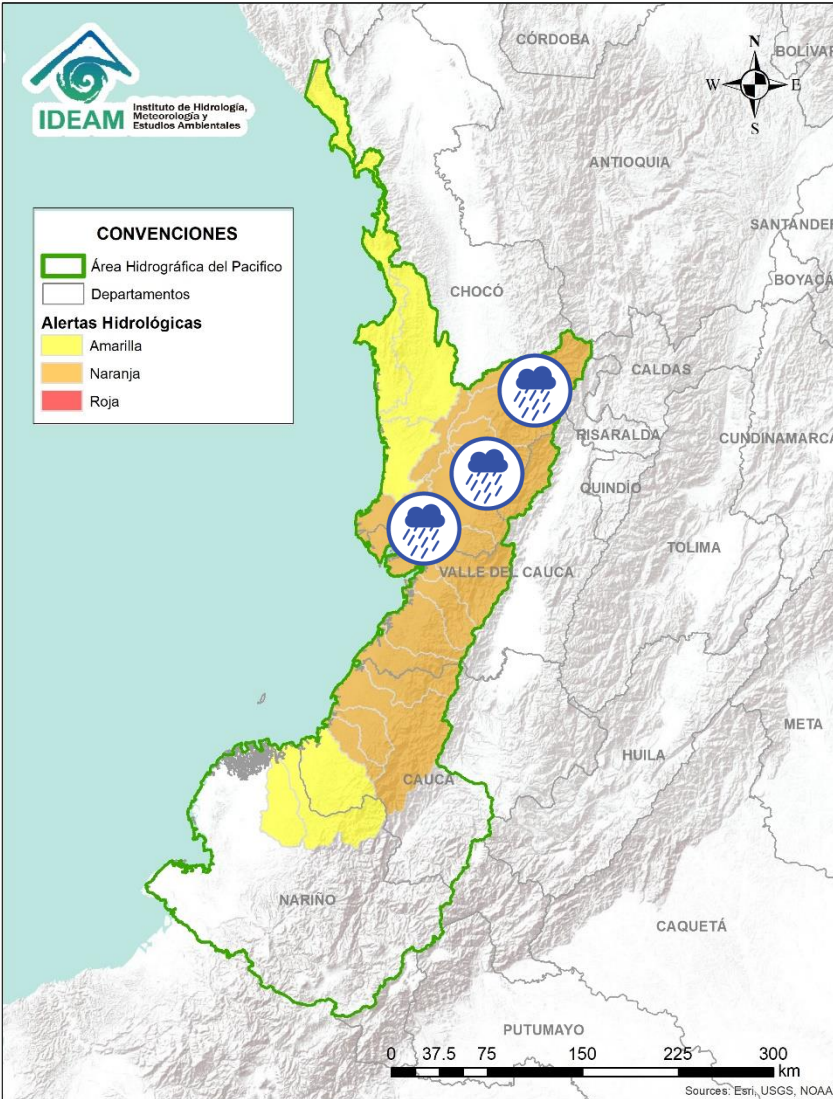 IDEAM
Instituto de Hidrología,
Meteorología y
Estudios Ambientales
N
W
E
S
CONVENCIONES
Área Hidrográfica del Pacifico
Departamentos
Alertas Hidrológicas
Amarilla
Naranja
Roja
CÓRDOBA
BOLÍVAR
ANTIOQUIA
SANTANDER
BOYACÁ
CHOCÓ
CALDAS
RISARALDA
CUNDINAMARCA
QUINDÍO
TOLIMA
VALLE DEL CAUCA
META
HUILA
CAUCA
NARIÑO
CAQUETÁ
PUTUMAYO
0 37.5 75 150 225 300
km
Sources: Esri, USGS, NOAA